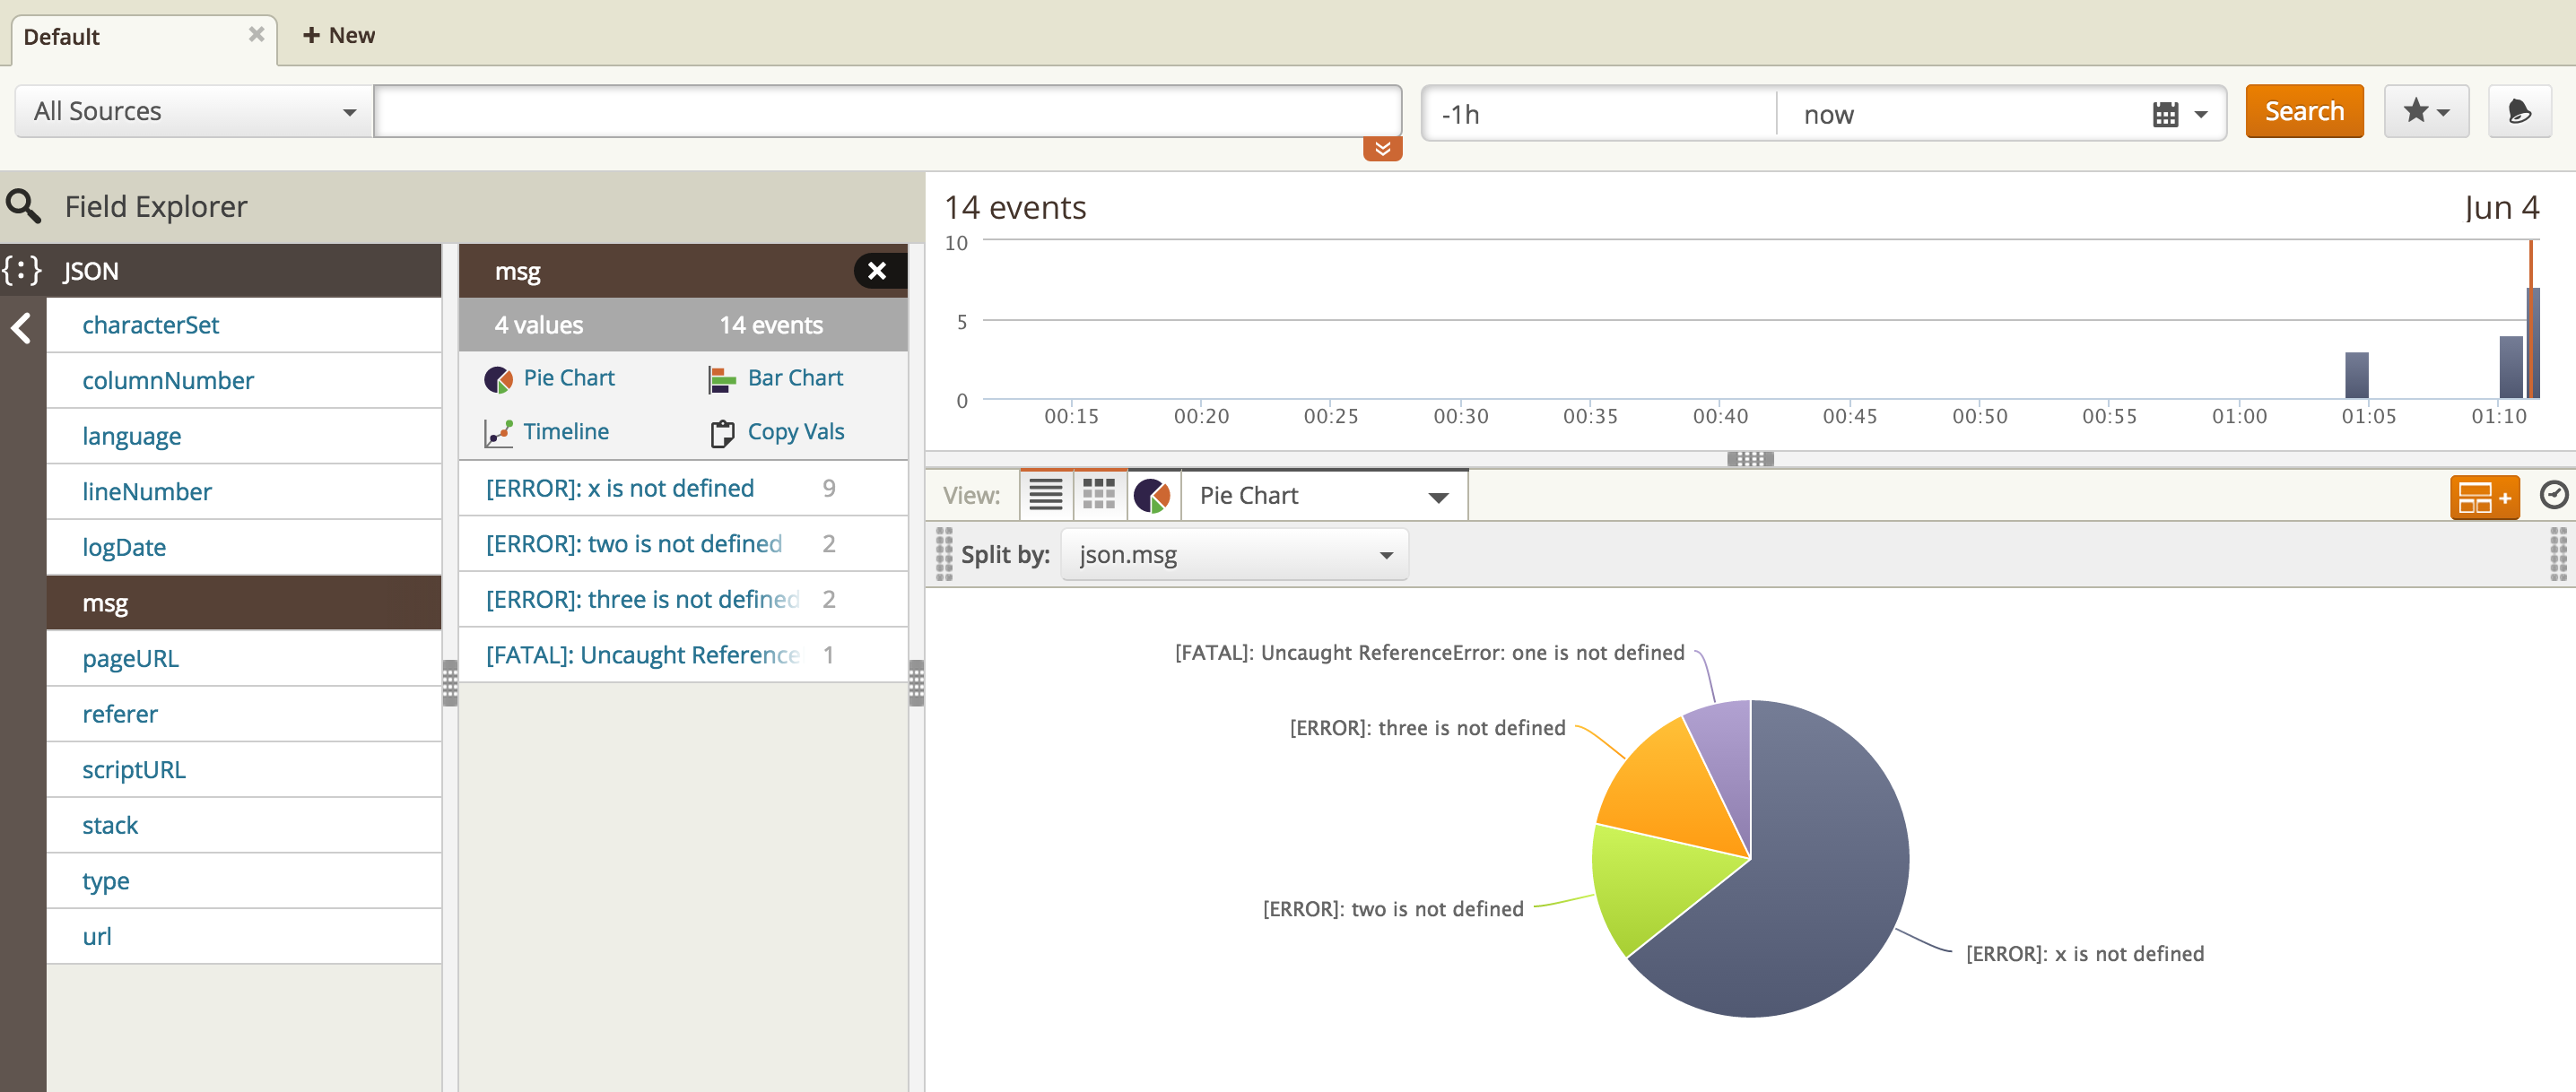 Default
New
All Sources
-1h
now
Search
Field Explorer
{:} JSON
characterSet
columnNumber
language
lineNumber
logDate
msg
pageURL
referer
scriptURL
stack
type
url
msg
4 values 14 events
Pie Chart Bar Chart
Timeline Copy Vals
[ERROR]: x is not defined 9
[ERROR]: two is not defined 2
[ERROR]: three is not defined 2
[FATAL]: Uncaught Reference 1
14 events Jun 4
10
5
0
00:15 00:20 00:25 00:30 00:35 00:40 00:45 00:50 00:55 01:00 01:05 01:10
View: Pie Chart
Split by: json.msg
[FATAL]: Uncaught ReferenceError: one is not defined
[ERROR]: three is not defined
[ERROR]: two is not defined
[ERROR]: x is not defined